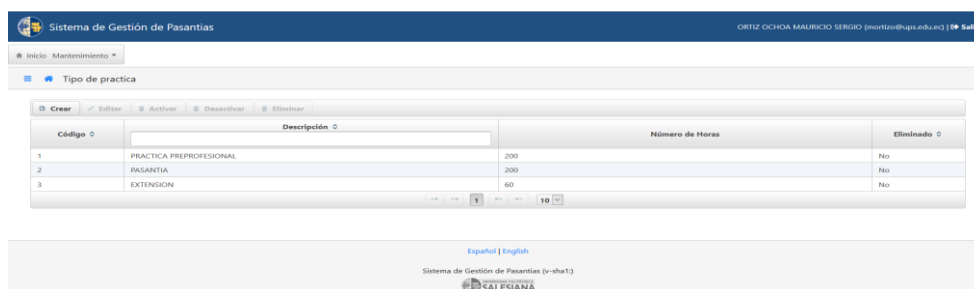 Sistema de Gestión de Pasantias ORTIZ OCHOA MAURICIO SERGIO (mortizo@ups.edu.ec) | Sali
Inicio Mantenimiento
Tipo de practica
Crear Editar Activar Desactivar Eliminar
Código Descripción Número de Horas Eliminado
1 PRACTICA PREPROFESIONAL 200 No
2 PASANTIA 200 No
3 EXTENSION 60 No
1 10
Español | English
Sistema de Gestión de Pasantias (v-sha1:)
SALESIANA